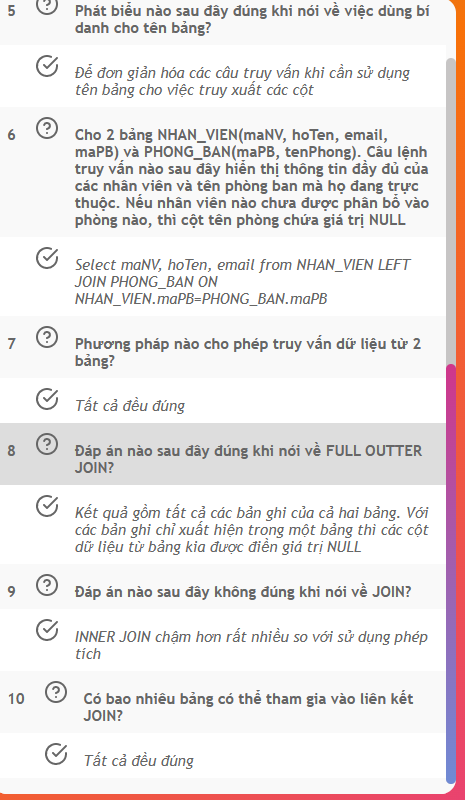 5 Phát biểu nào sau đây đúng khi nói về việc dùng bí
danh cho tên bảng?
Để đơn giản hóa các câu truy vấn khi cần sử dụng
tên bảng cho việc truy xuất các cột
6 Cho 2 bảng NHAN_VIEN(maNV, hoTen, email,
maPB) và PHONG_BAN(maPB, tenPhong). Câu lệnh
truy vấn nào sau đây hiển thị thông tin đầy đủ của
các nhân viên và tên phòng ban mà họ đang trực
thuộc. Nếu nhân viên nào chưa được phân bổ vào
phòng nào, thì cột tên phòng chứa giá trị NULL
Select maNV, hoTen, email from NHAN_VIEN LEFT
JOIN PHONG_BAN ON
NHAN_VIEN.maPB=PHONG_BAN.maPB
7 Phương pháp nào cho phép truy vấn dữ liệu từ 2
bảng?
Tất cả đều đúng
8 Đáp án nào sau đây đúng khi nói về FULL OUTTER
JOIN?
Kết quả gồm tất cả các bản ghi của cả hai bảng. Với
các bản ghi chỉ xuất hiện trong một bảng thì các cột
dữ liệu từ bảng kia được điền giá trị NULL
9 Đáp án nào sau đây không đúng khi nói về JOIN?
INNER JOIN chậm hơn rất nhiều so với sử dụng phép
tích
10 Có bao nhiêu bảng có thể tham gia vào liên kết
JOIN?
Tất cả đều đúng